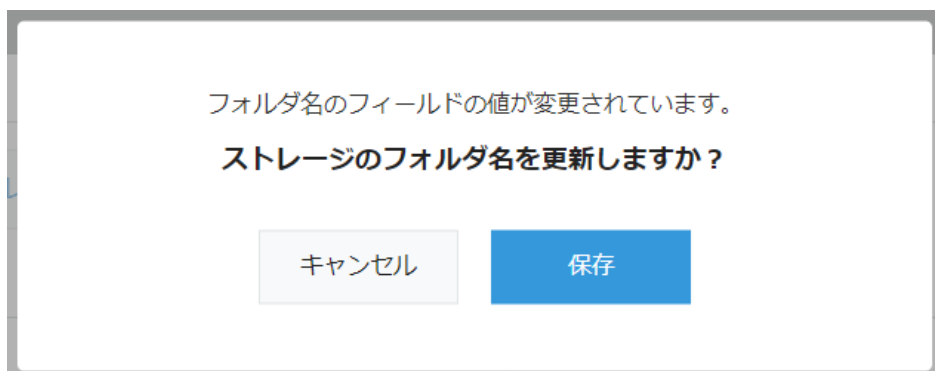 フォルダ名のフィールドの値が変更されています。
ストレージのフォルダ名を更新しますか？
キャンセル
保存